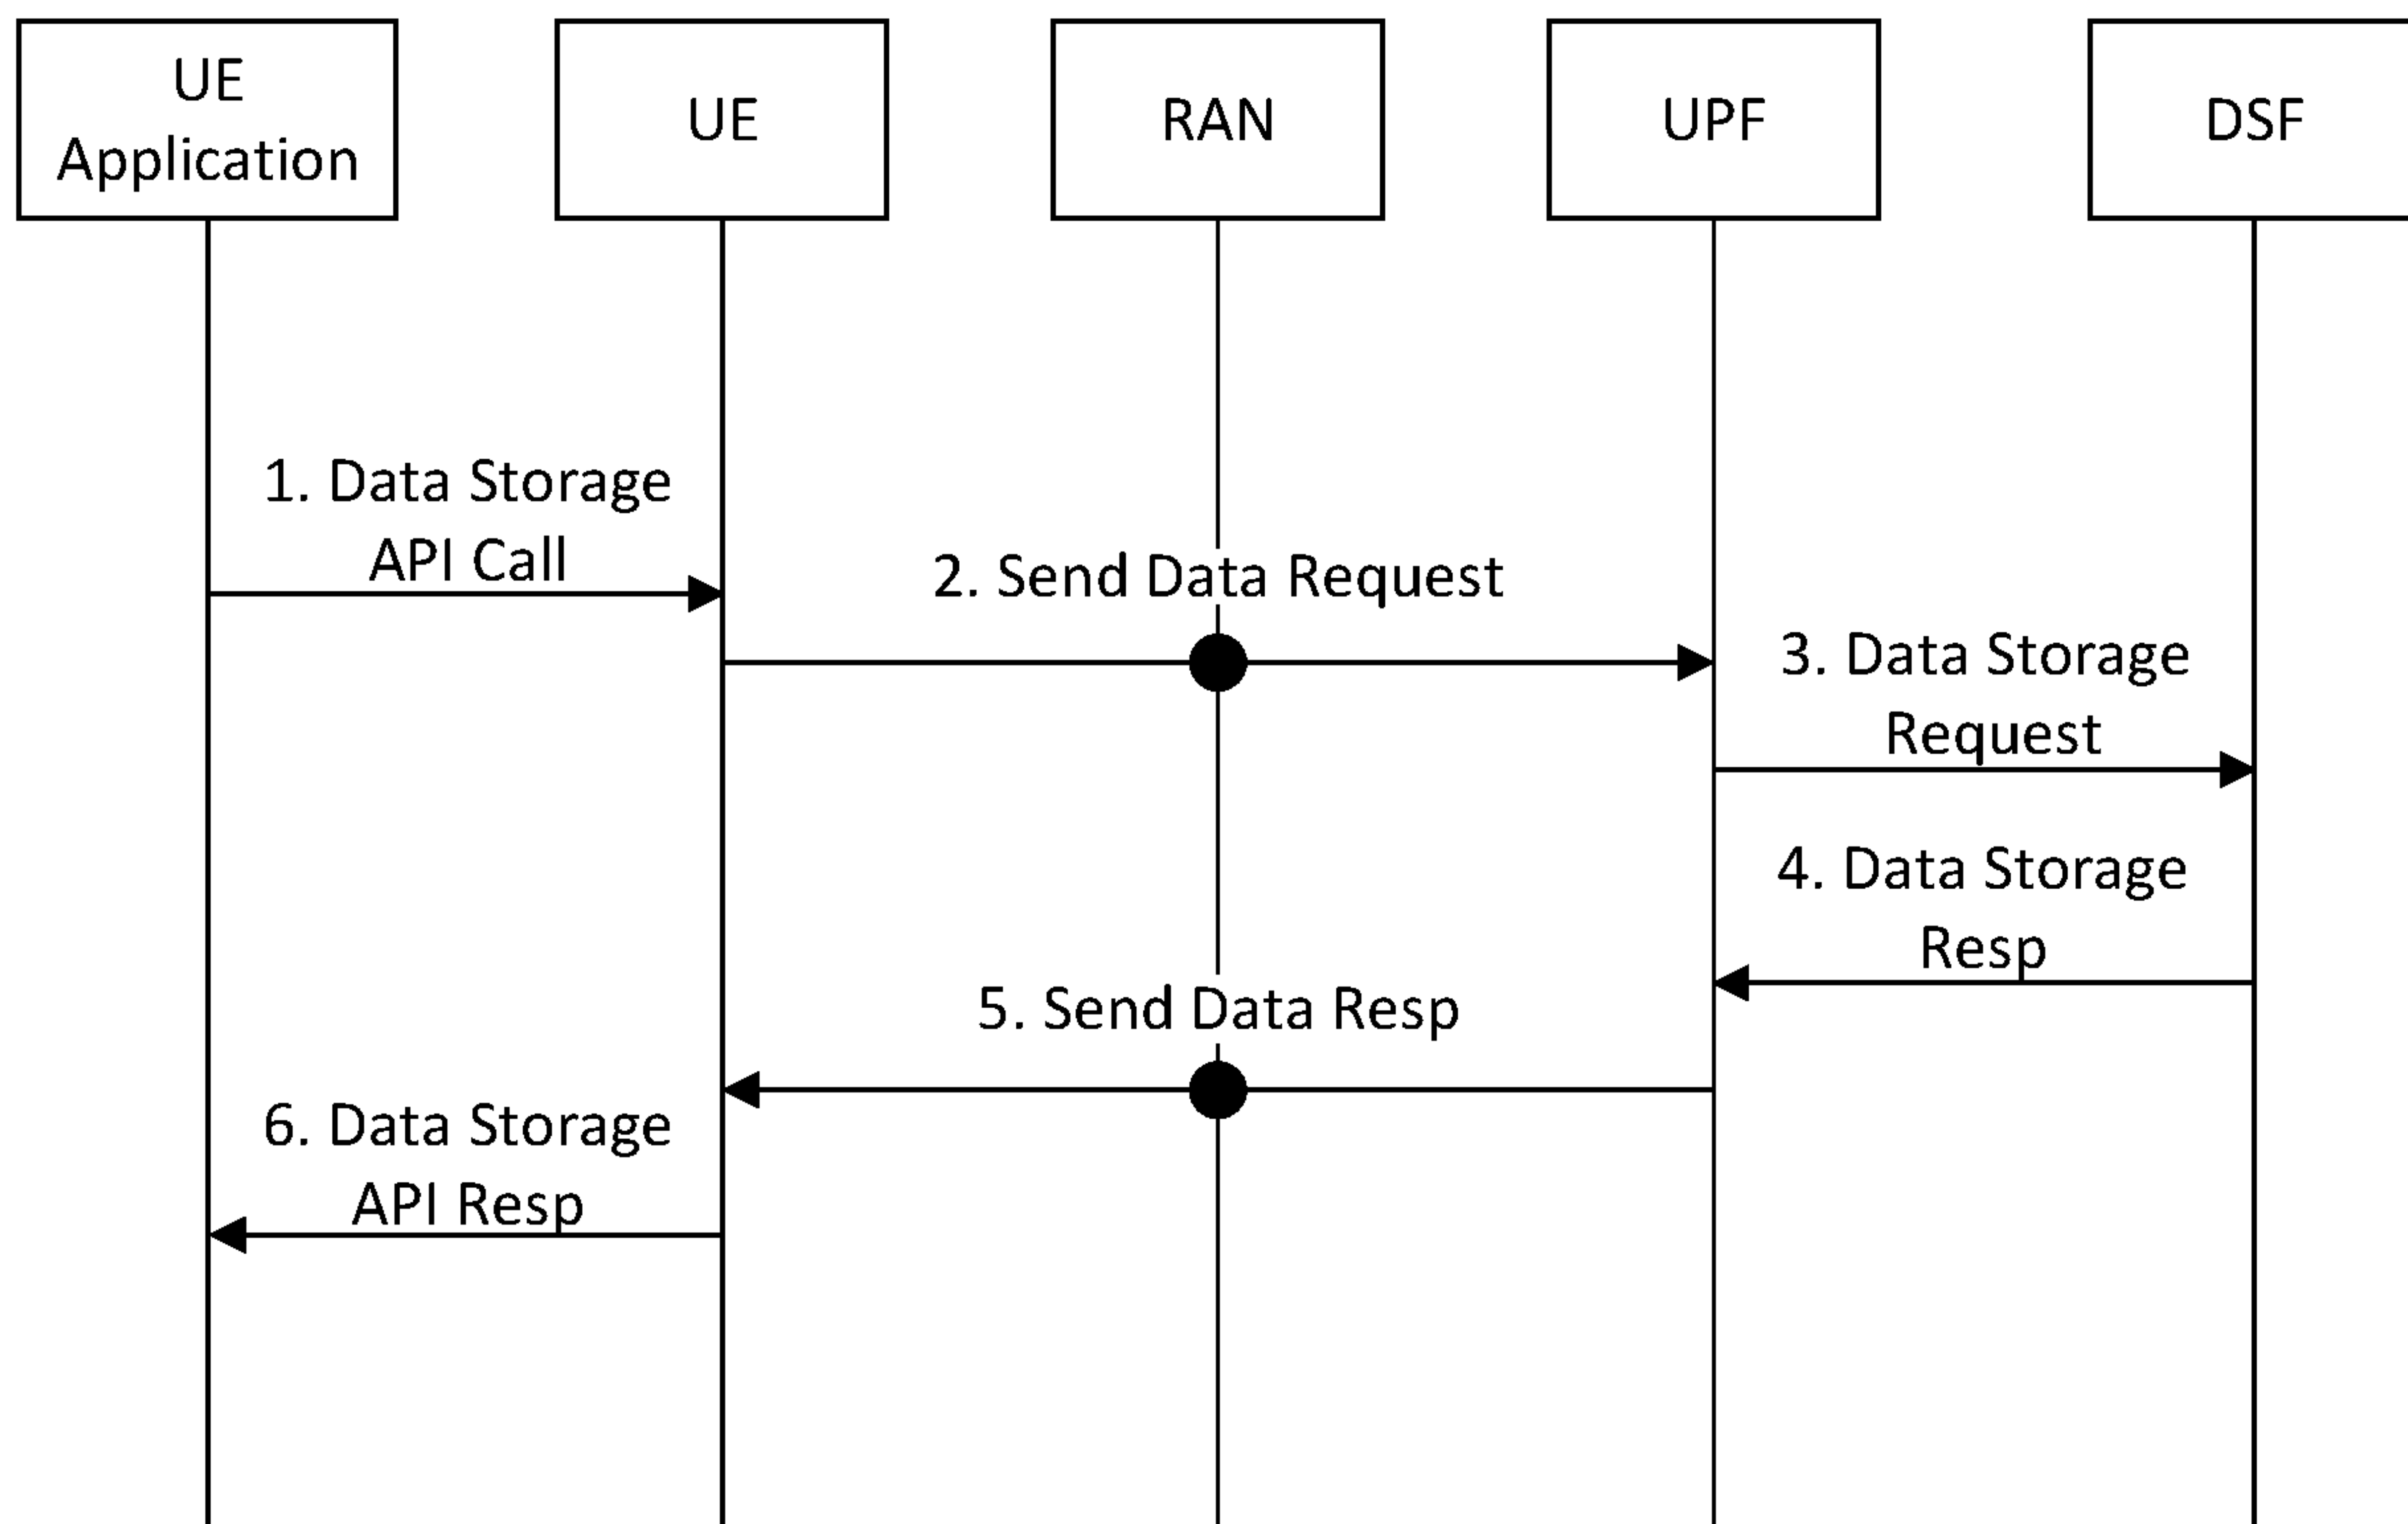 UE
Application
UE
RAN
UPF
DSF
1. Data Storage
API Call
2. Send Data Request
3. Data Storage
Request
4. Data Storage
Resp
5. Send Data Resp
6. Data Storage
API Resp